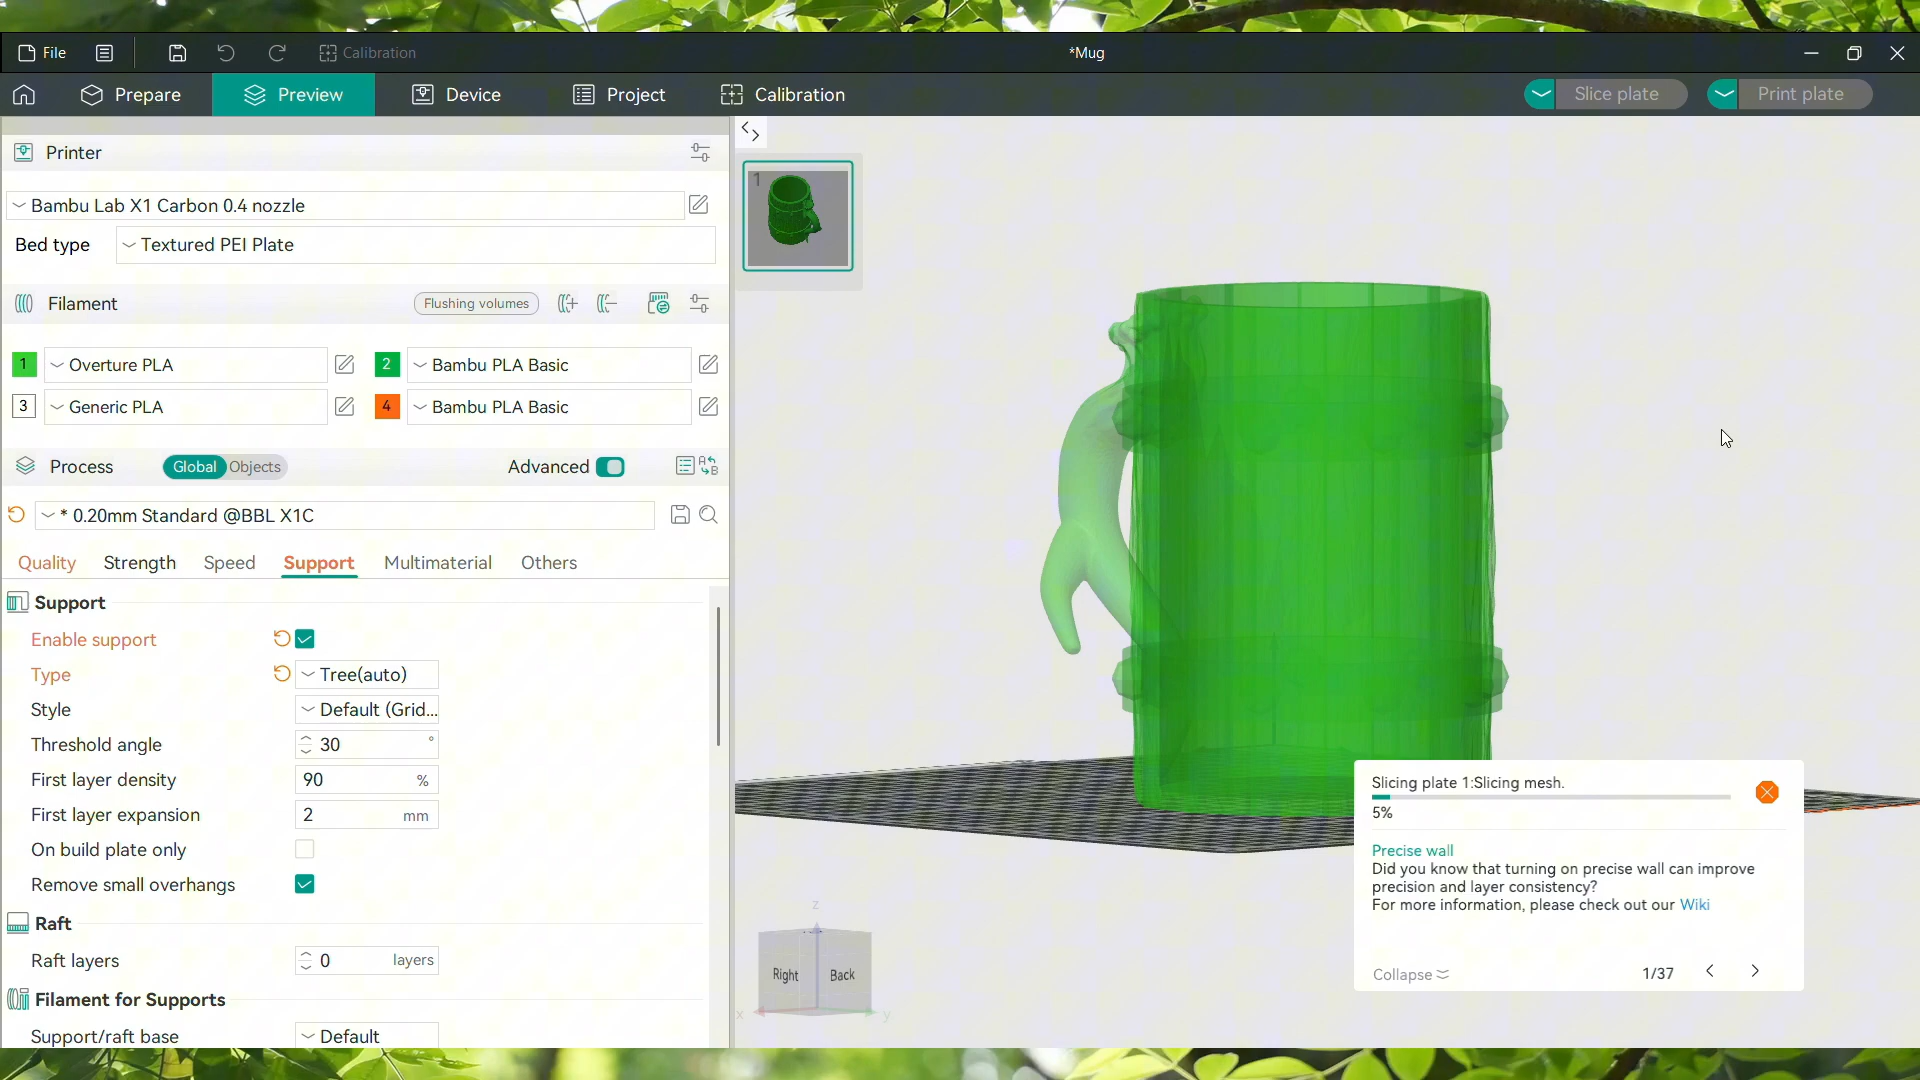 File
Calibration
*Mug
Prepare
Preview
Device
Project
Calibration
Slice plate
Print plate
Printer
Bambu Lab X1 Carbon 0.4 nozzle
Bed type
Textured PEI Plate
Filament
Flushing volumes
1
Overture PLA
2
Bambu PLA Basic
3
Generic PLA
4
Bambu PLA Basic
Process
Global
Objects
Advanced
* 0.20mm Standard @BBL X1C
Quality
Strength
Speed
Support
Multimaterial
Others
Support
Enable support
Type
Tree(auto)
Style
Default (Grid...
Threshold angle
30 °
First layer density
90 %
First layer expansion
2 mm
On build plate only
Remove small overhangs
Raft
Raft layers
0 layers
Filament for Supports
Support/raft base
Default
1
z
Right
Back
x
y
Slicing plate 1:Slicing mesh.
5%
Precise wall
Did you know that turning on precise wall can improve
precision and layer consistency?
For more information, please check out our Wiki
Collapse
1/37